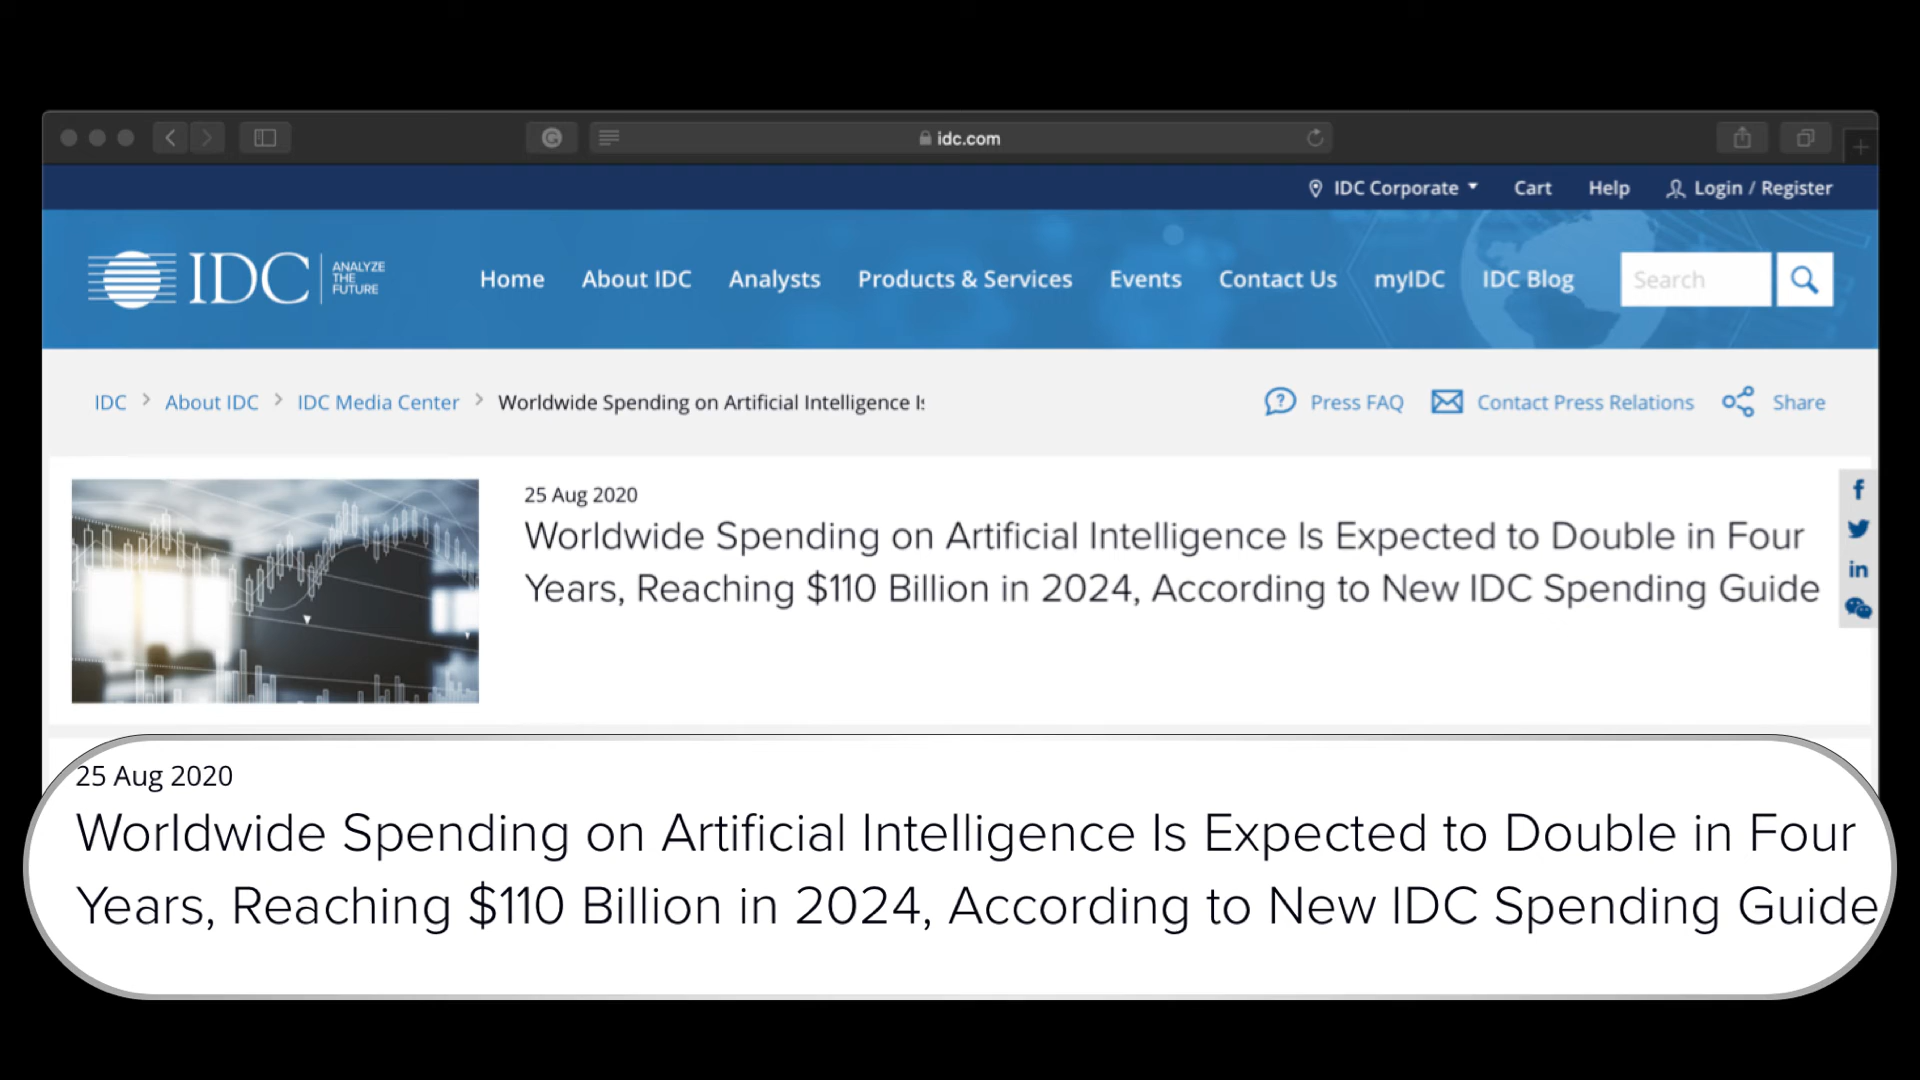 idc.com
IDC Corporate Cart Help Login / Register
IDC ANALYZE
THE
FUTURE
Home About IDC Analysts Products & Services Events Contact Us myIDC IDC Blog Search
IDC > About IDC > IDC Media Center > Worldwide Spending on Artificial Intelligence Is
Press FAQ Contact Press Relations Share
25 Aug 2020
Worldwide Spending on Artificial Intelligence Is Expected to Double in Four
Years, Reaching $110 Billion in 2024, According to New IDC Spending Guide
25 Aug 2020
Worldwide Spending on Artificial Intelligence Is Expected to Double in Four
Years, Reaching $110 Billion in 2024, According to New IDC Spending Guide